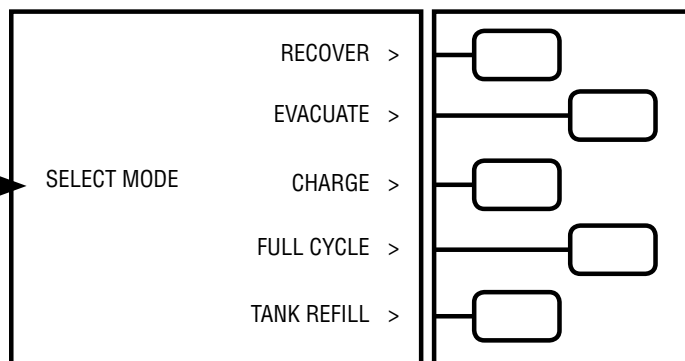 RECOVER >
EVACUATE >
SELECT MODE CHARGE >
FULL CYCLE >
TANK REFILL >